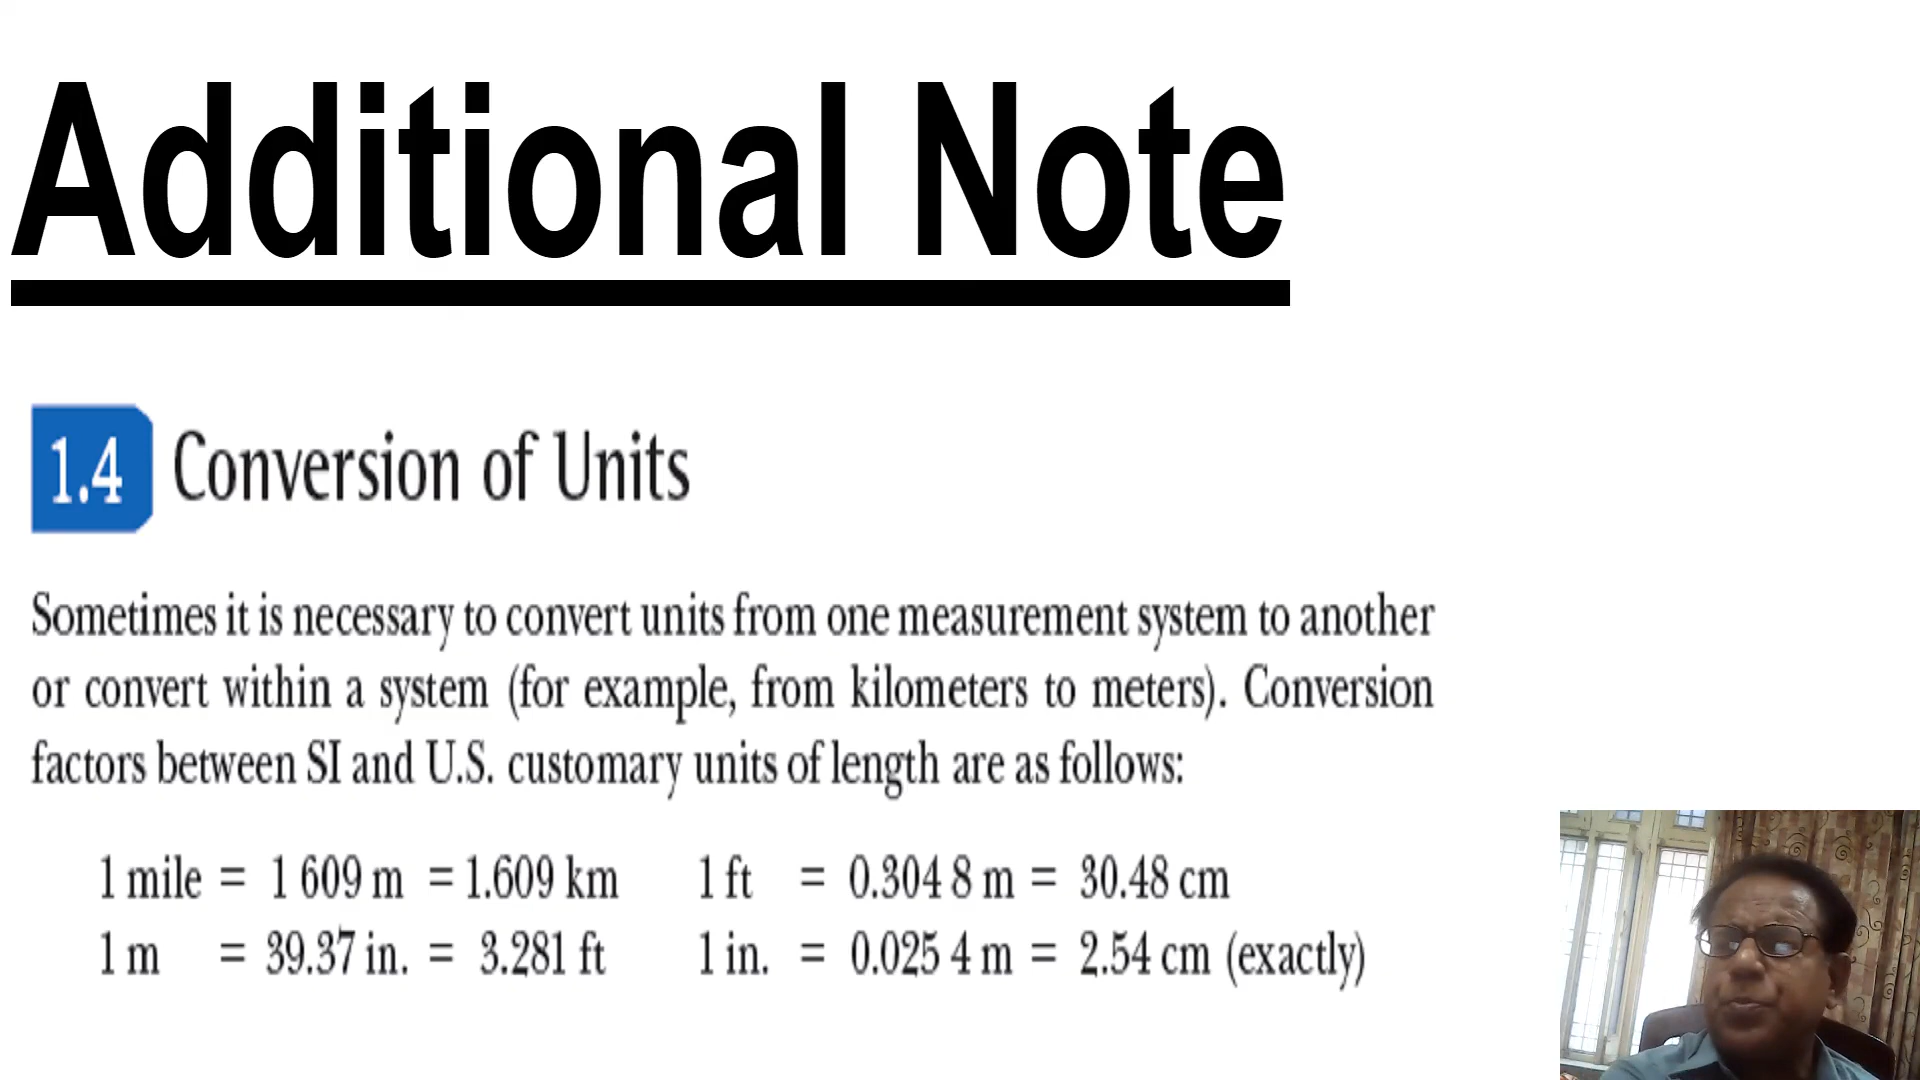 Additional Note
1.4 Conversion of Units
Sometimes it is necessary to convert units from one measurement system to another
or convert within a system (for example, from kilometers to meters). Conversion
factors between SI and U.S. customary units of length are as follows:
1 mile = 1 609 m = 1.609 km 1 ft = 0.304 8 m = 30.48 cm
1 m = 39.37 in. = 3.281 ft 1 in. = 0.025 4 m = 2.54 cm (exactly)